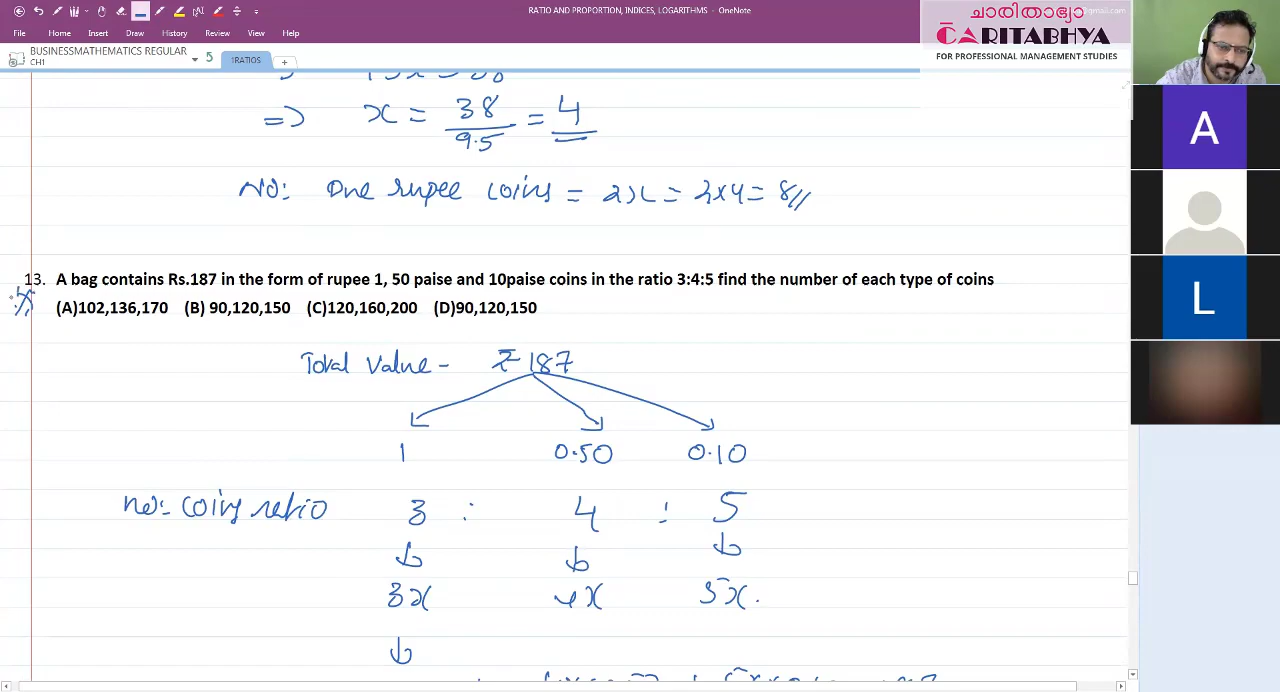 RATIO AND PROPORTION, INDICES, LOGARITHMS - OneNote
ചാരിതാഭ്യാ
CARITABHYA
FOR PROFESSIONAL MANAGEMENT STUDIES
File Home Insert Draw History Review View Help
BUSINESSMATHEMATICS REGULAR
CH1
5
1RATIOS
=> x = 38/9.5 = 4
No: One rupee coins = 2x = 2x4 = 8//
13. A bag contains Rs.187 in the form of rupee 1, 50 paise and 10paise coins in the ratio 3:4:5 find the number of each type of coins
(A)102,136,170 (B) 90,120,150 (C)120,160,200 (D)90,120,150
Total Value - ₹187
1 0.50 0.10
no: coins ratio 3 : 4 : 5
3x 4x 5x.
A
L